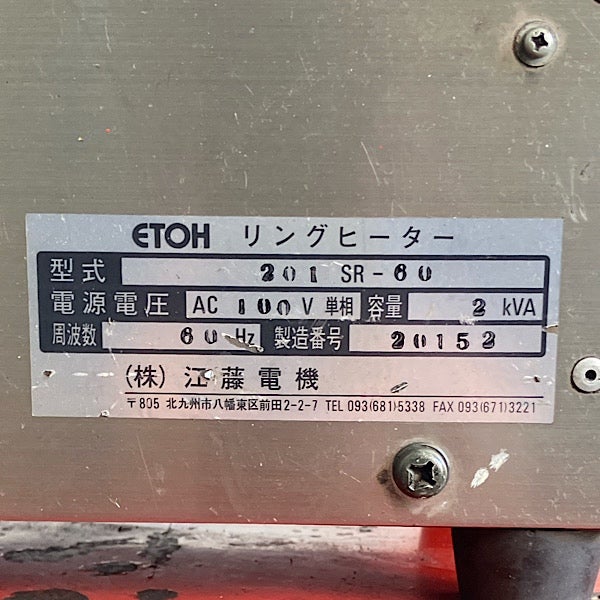 ETOH リングヒーター
型式 201 SR-60
電源電圧 AC 100 V 単相 容量 2 kVA
周波数 60 Hz 製造番号 20152
(株) 江藤電機
〒805 北九州市八幡東区前田2-2-7 TEL 093(681)5338 FAX 093(671)3221